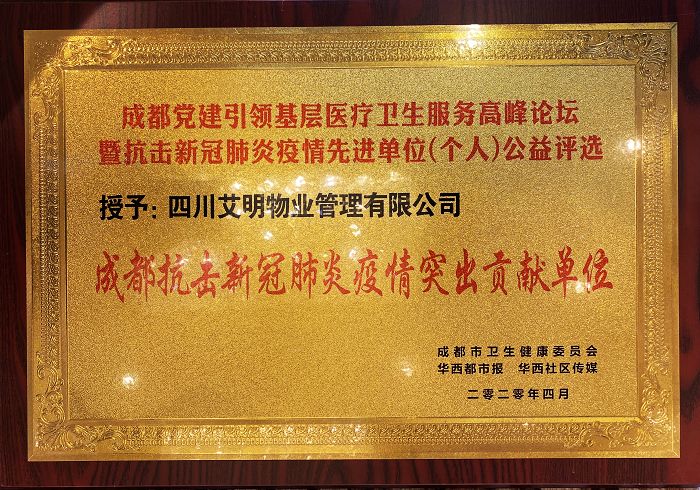 成都党建引领基层医疗卫生服务高峰论坛
暨抗击新冠肺炎疫情先进单位(个人)公益评选
授予：四川艾明物业管理有限公司
成都抗击新冠肺炎疫情突出贡献单位
成都市卫生健康委员会
华西都市报 华西社区传媒
二零二零年四月